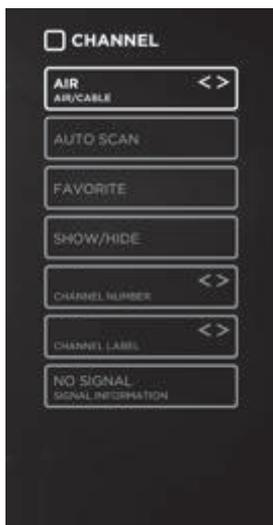 CHANNEL
AIR < >
AIR/CABLE
AUTO SCAN
FAVORITE
SHOW/HIDE
< >
CHANNEL NUMBER
< >
CHANNEL LABEL
NO SIGNAL
SIGNAL INFORMATION